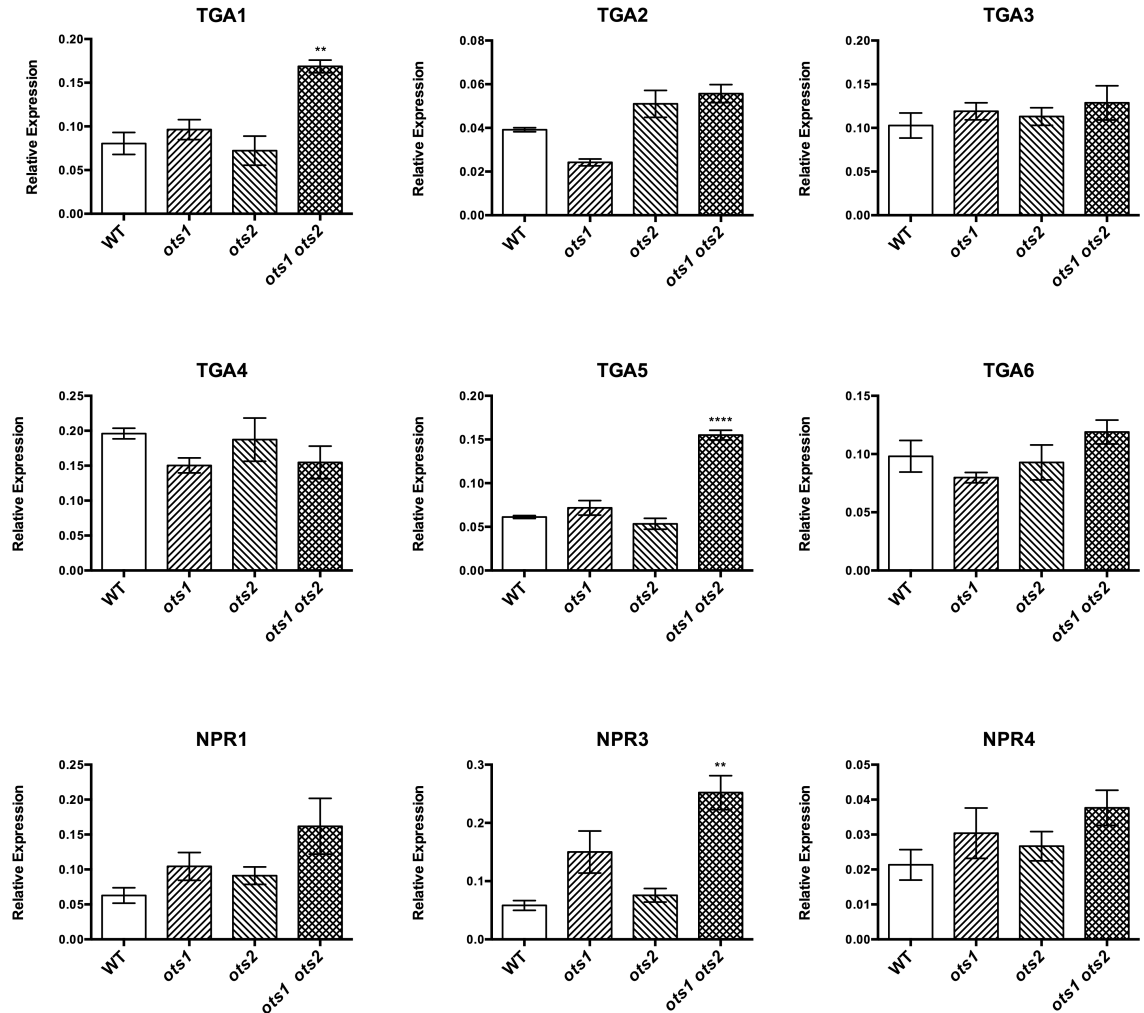 TGA1
Relative Expression
0.20
0.15
0.10
0.05
0.00
**
WT
ots1
ots2
ots1 ots2
TGA2
Relative Expression
0.08
0.06
0.04
0.02
0.00
WT
ots1
ots2
ots1 ots2
TGA3
Relative Expression
0.20
0.15
0.10
0.05
0.00
WT
ots1
ots2
ots1 ots2
TGA4
Relative Expression
0.25
0.20
0.15
0.10
0.05
0.00
WT
ots1
ots2
ots1 ots2
TGA5
Relative Expression
0.20
0.15
0.10
0.05
0.00
****
WT
ots1
ots2
ots1 ots2
TGA6
Relative Expression
0.15
0.10
0.05
0.00
WT
ots1
ots2
ots1 ots2
NPR1
Relative Expression
0.25
0.20
0.15
0.10
0.05
0.00
WT
ots1
ots2
ots1 ots2
NPR3
Relative Expression
0.3
0.2
0.1
0.0
**
WT
ots1
ots2
ots1 ots2
NPR4
Relative Expression
0.05
0.04
0.03
0.02
0.01
0.00
WT
ots1
ots2
ots1 ots2